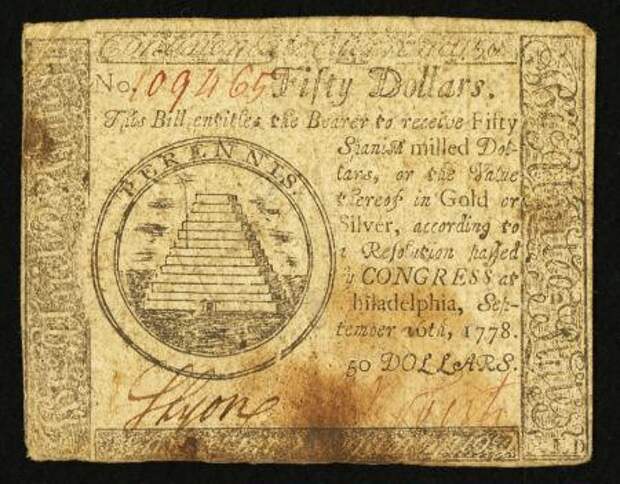 No. 109465 Fifty Dollars.
This Bill entitles the Bearer to receive Fifty
Spanish milled Dol-
lars, or the Value
thereof in Gold or
Silver, according to
a Resolution passed
by CONGRESS at
Philadelphia, Sep-
tember 26th, 1778.
50 DOLLARS.
PERENNIS.
S Lyon